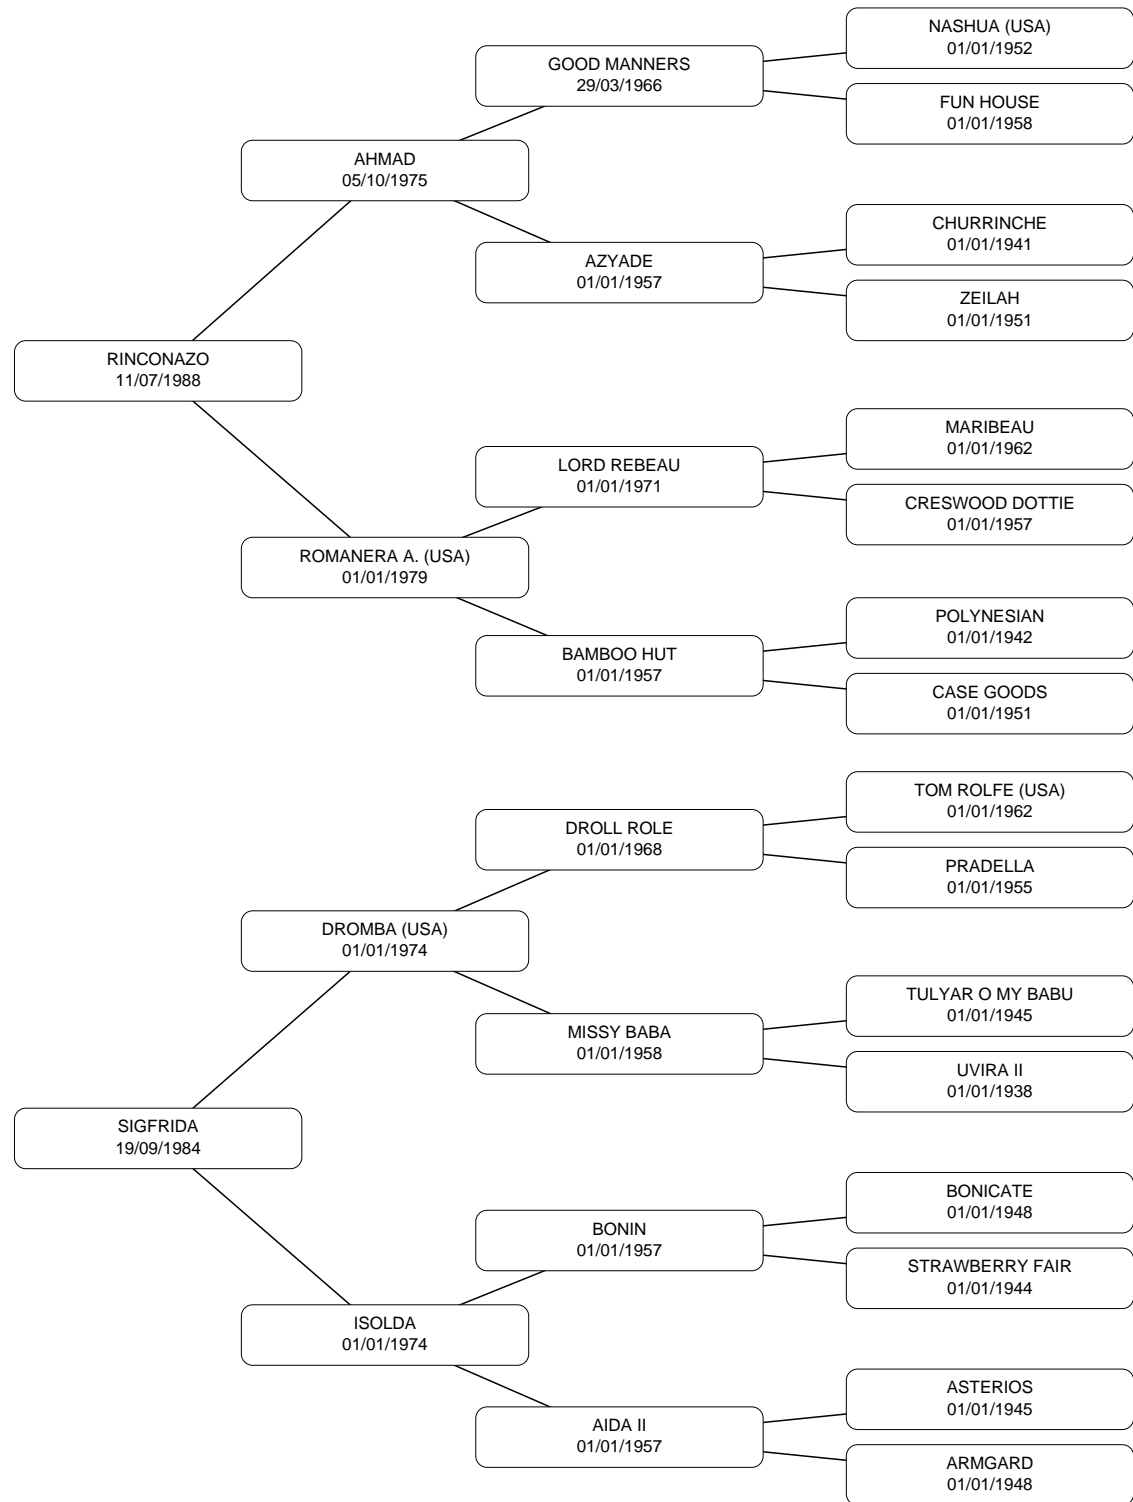 NASHUA (USA)
01/01/1952
GOOD MANNERS
29/03/1966
FUN HOUSE
01/01/1958
AHMAD
05/10/1975
CHURRINCHE
01/01/1941
AZYADE
01/01/1957
ZEILAH
01/01/1951
RINCONAZO
11/07/1988
MARIBEAU
01/01/1962
LORD REBEAU
01/01/1971
CRESWOOD DOTTIE
01/01/1957
ROMANERA A. (USA)
01/01/1979
POLYNESIAN
01/01/1942
BAMBOO HUT
01/01/1957
CASE GOODS
01/01/1951
TOM ROLFE (USA)
01/01/1962
DROLL ROLE
01/01/1968
PRADELLA
01/01/1955
DROMBA (USA)
01/01/1974
TULYAR O MY BABU
01/01/1945
MISSY BABA
01/01/1958
UVIRA II
01/01/1938
SIGFRIDA
19/09/1984
BONICATE
01/01/1948
BONIN
01/01/1957
STRAWBERRY FAIR
01/01/1944
ISOLDA
01/01/1974
ASTERIOS
01/01/1945
AIDA II
01/01/1957
ARMGARD
01/01/1948